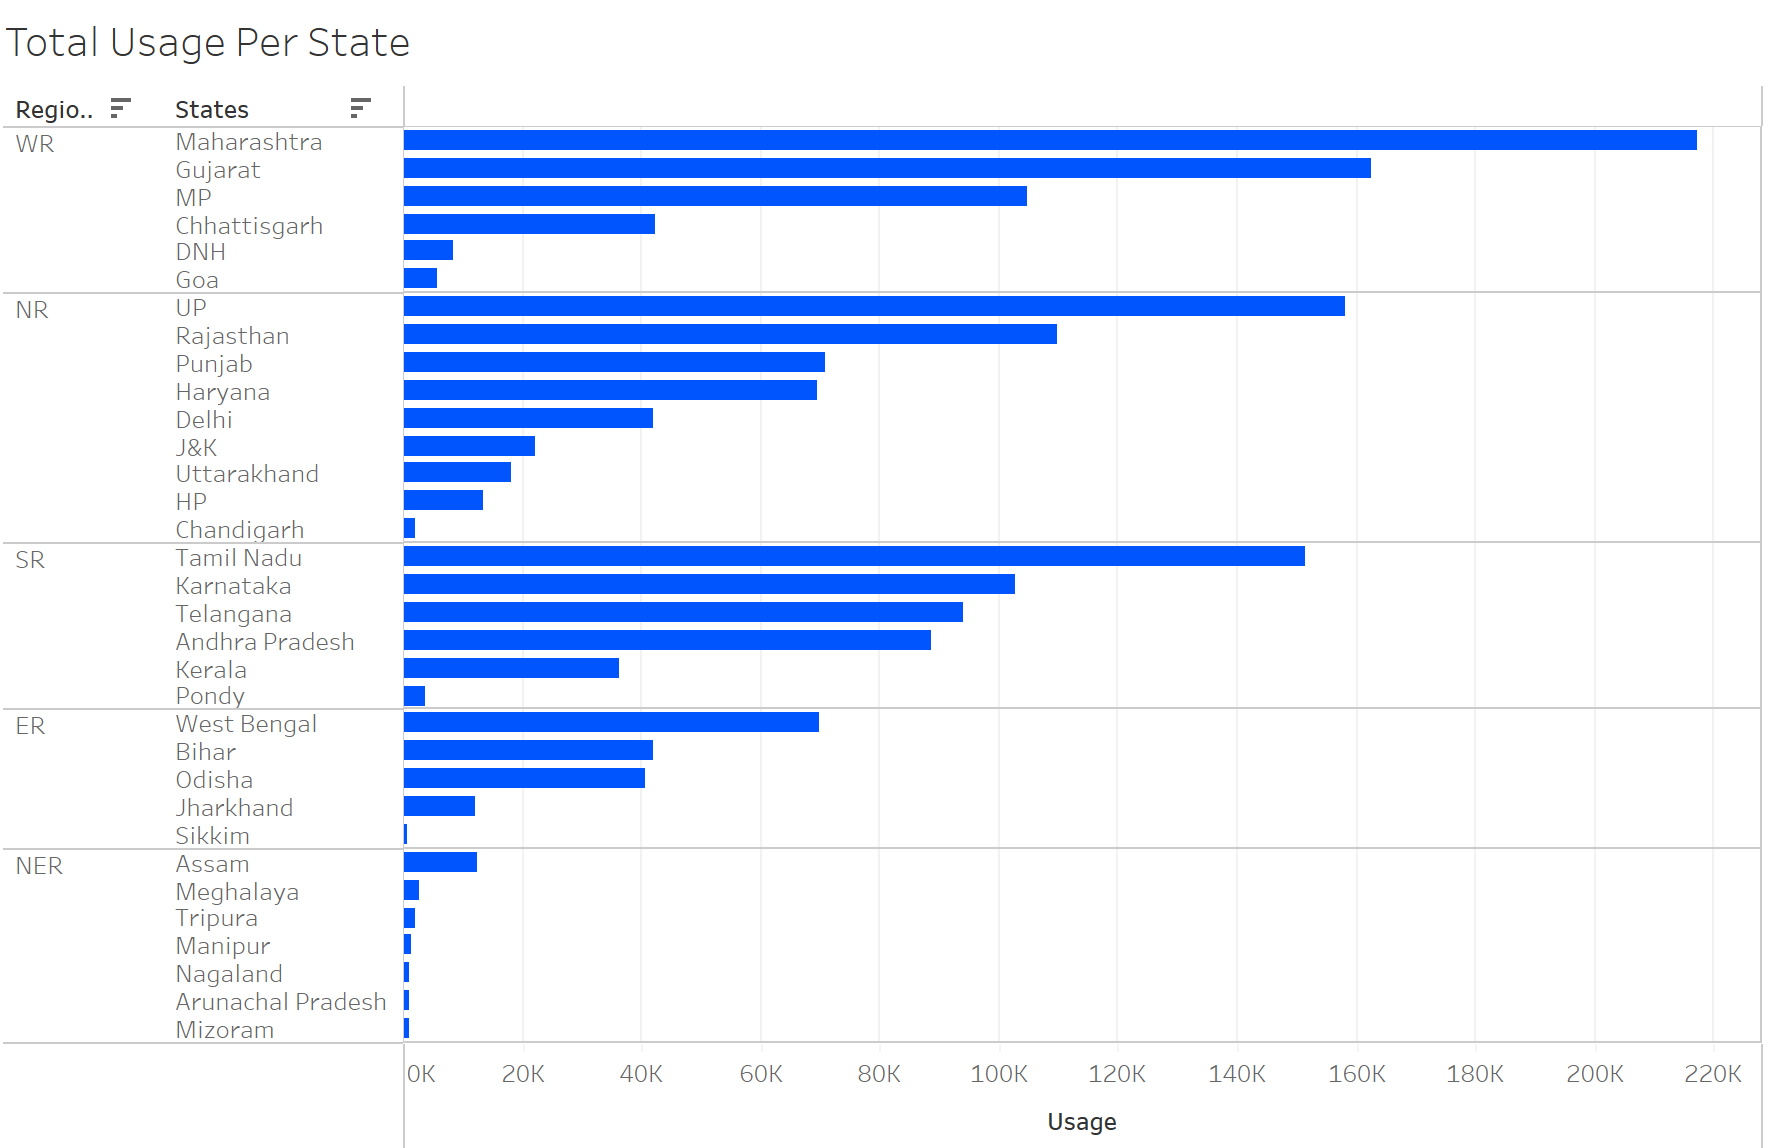 Total Usage Per State
Regio.. States
WR Maharashtra
Gujarat
MP
Chhattisgarh
DNH
Goa
NR UP
Rajasthan
Punjab
Haryana
Delhi
J&K
Uttarakhand
HP
Chandigarh
SR Tamil Nadu
Karnataka
Telangana
Andhra Pradesh
Kerala
Pondy
ER West Bengal
Bihar
Odisha
Jharkhand
Sikkim
NER Assam
Meghalaya
Tripura
Manipur
Nagaland
Arunachal Pradesh
Mizoram
0K 20K 40K 60K 80K 100K 120K 140K 160K 180K 200K 220K
Usage